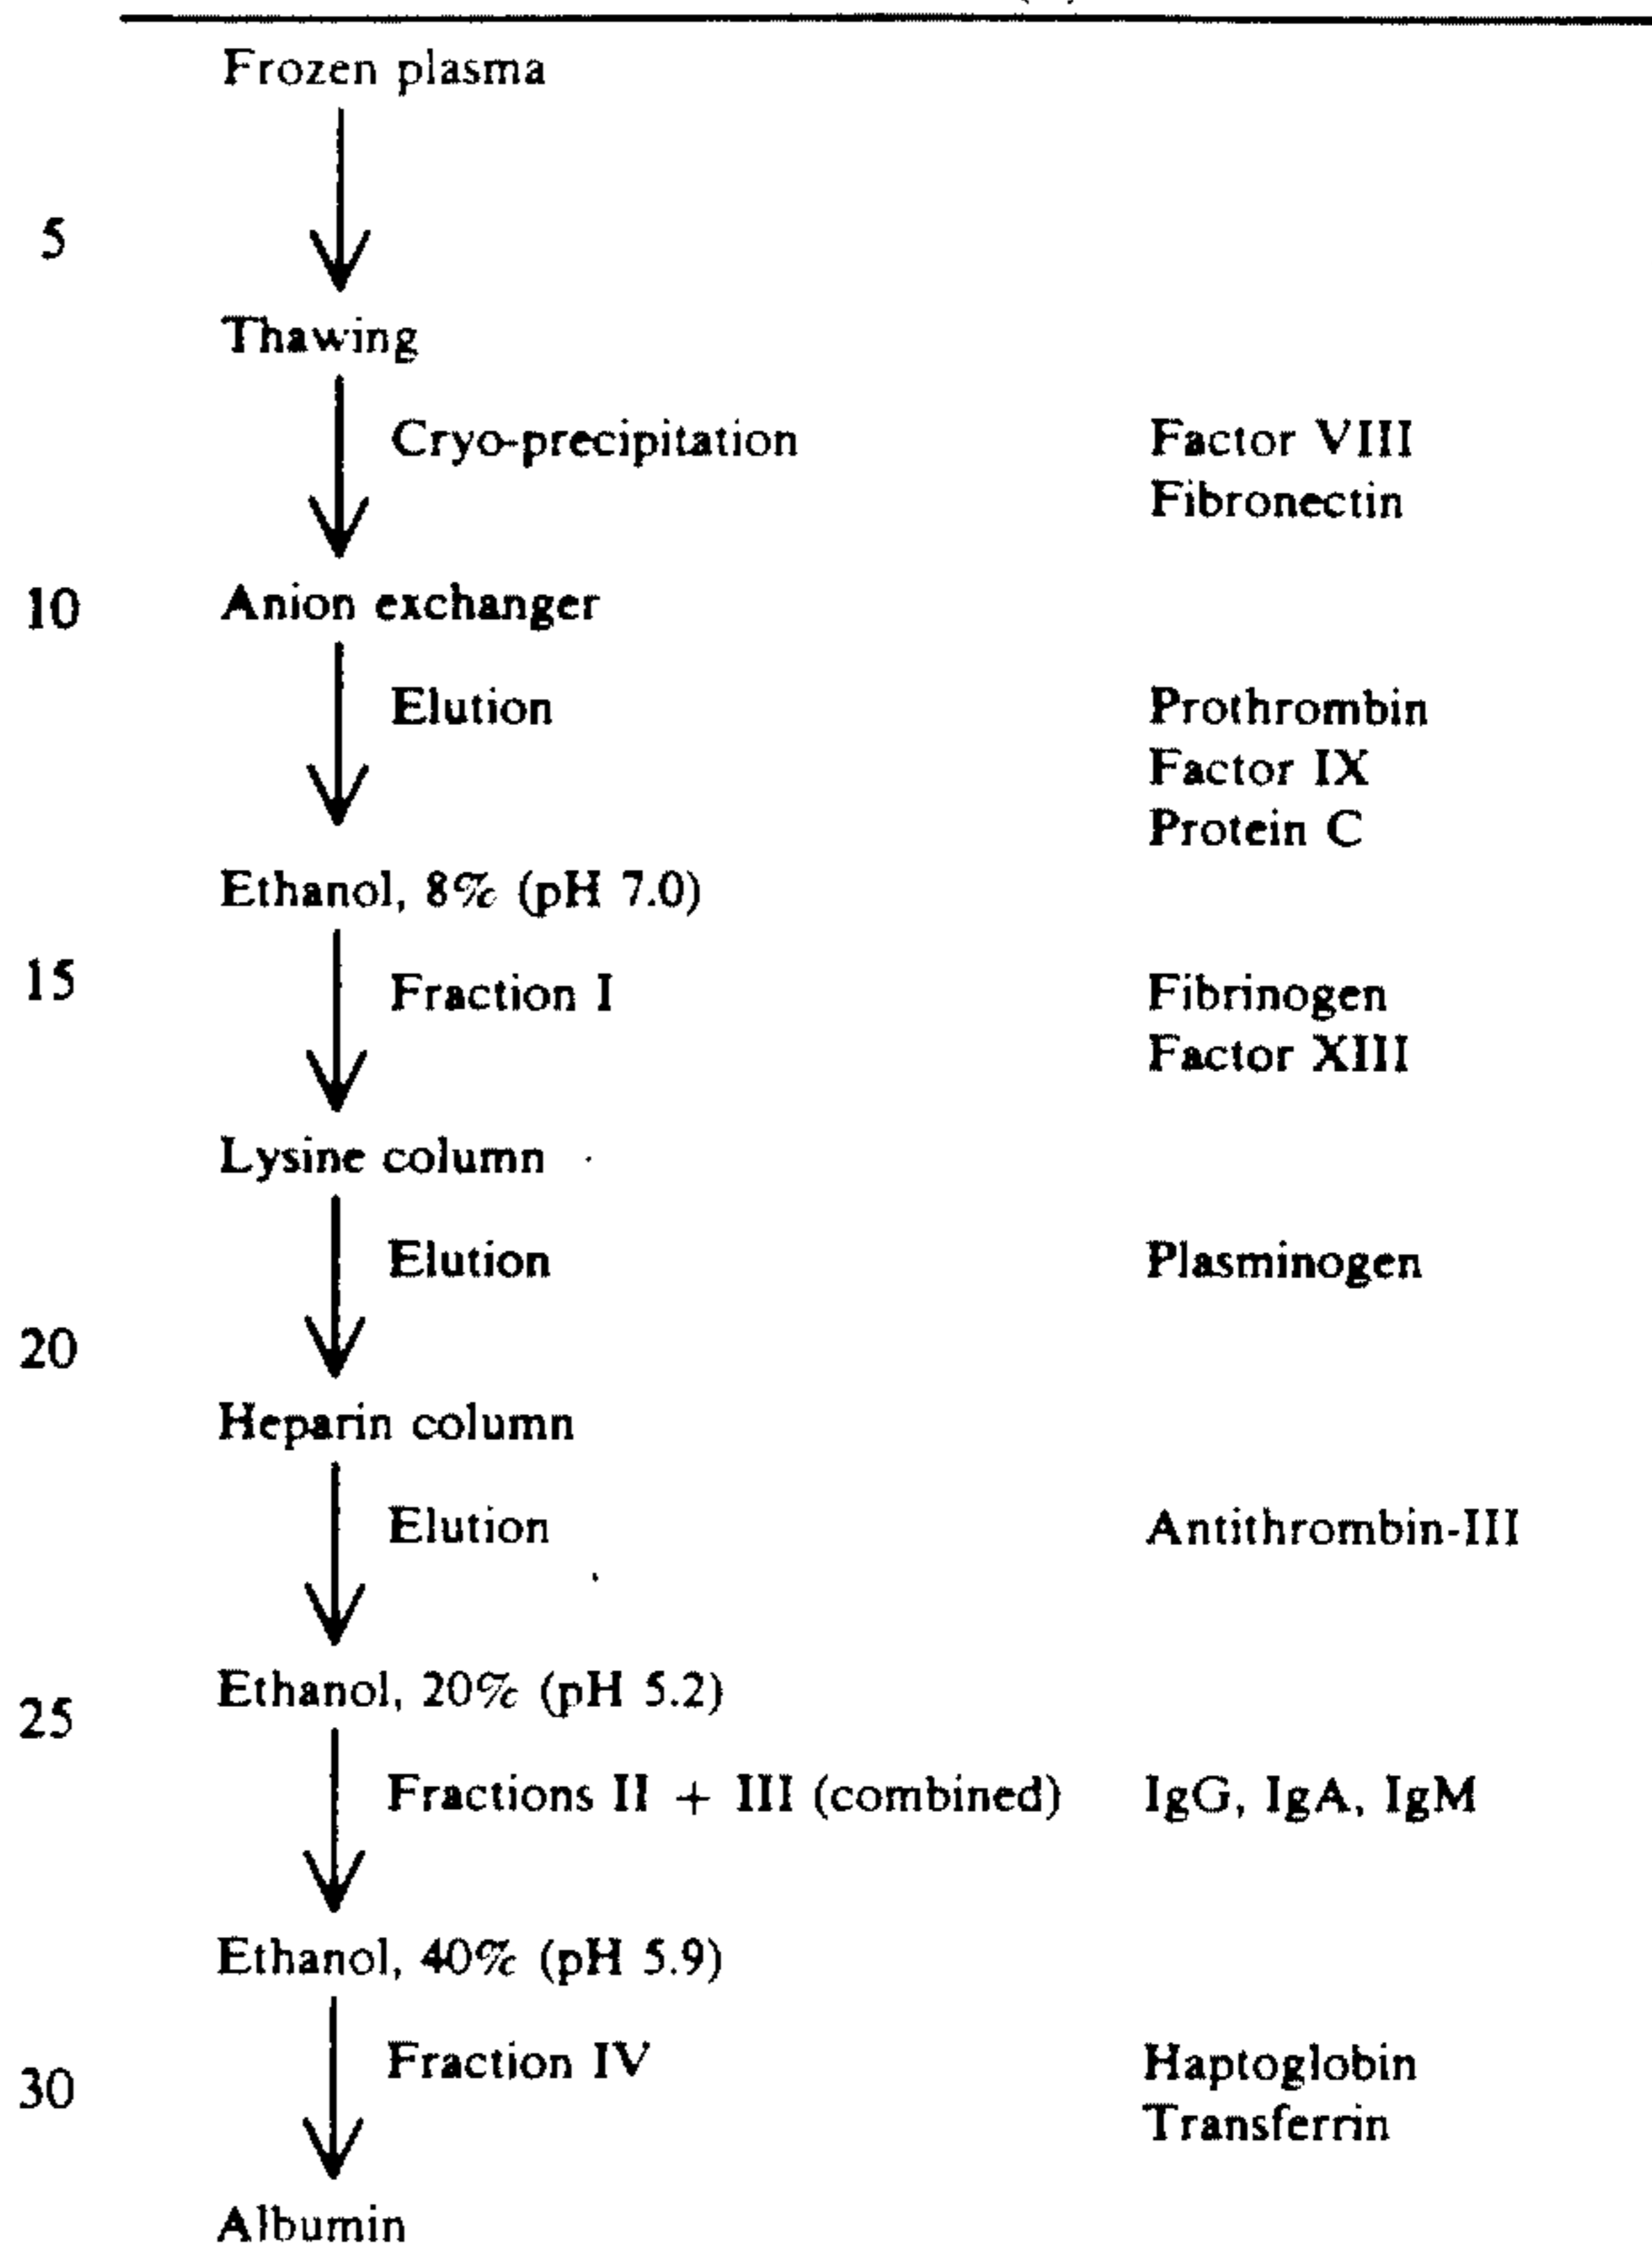 Frozen plasma
5
Thawing
Cryo-precipitation Factor VIII
Fibronectin
10 Anion exchanger
Elution Prothrombin
Factor IX
Protein C
Ethanol, 8% (pH 7.0)
15 Fraction I Fibrinogen
Factor XIII
Lysine column
Elution Plasminogen
20
Heparin column
Elution Antithrombin-III
25 Ethanol, 20% (pH 5.2)
Fractions II + III (combined) IgG, IgA, IgM
Ethanol, 40% (pH 5.9)
30 Fraction IV Haptoglobin
Transferrin
Albumin